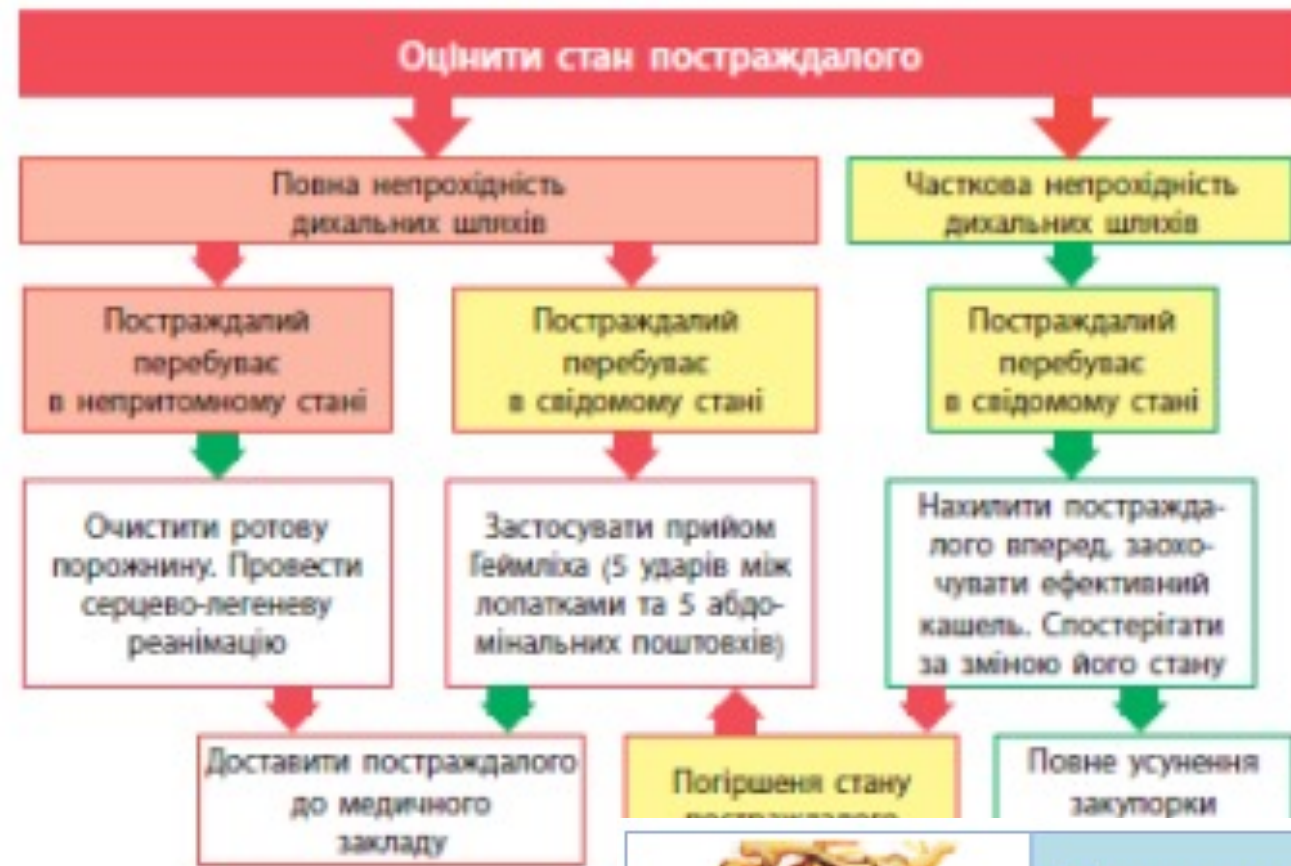 Оцінити стан постраждалого
Повна непрохідність
дихальних шляхів
Часткова непрохідність
дихальних шляхів
Постраждалий
перебуває
в непритомному стані
Постраждалий
перебуває
в свідомому стані
Постраждалий
перебуває
в свідомому стані
Очистити ротову
порожнину. Провести
серцево-легеневу
реанімацію
Застосувати прийом
Геймліха (5 ударів між
лопатками та 5 абдо-
мінальних поштовхів)
Нахилити постражда-
лого вперед, заохо-
чувати ефективний
кашель. Спостерігати
за зміною його стану
Доставити постраждалого
до медичного
закладу
Погіршеня стану
Повне усунення
закупорки